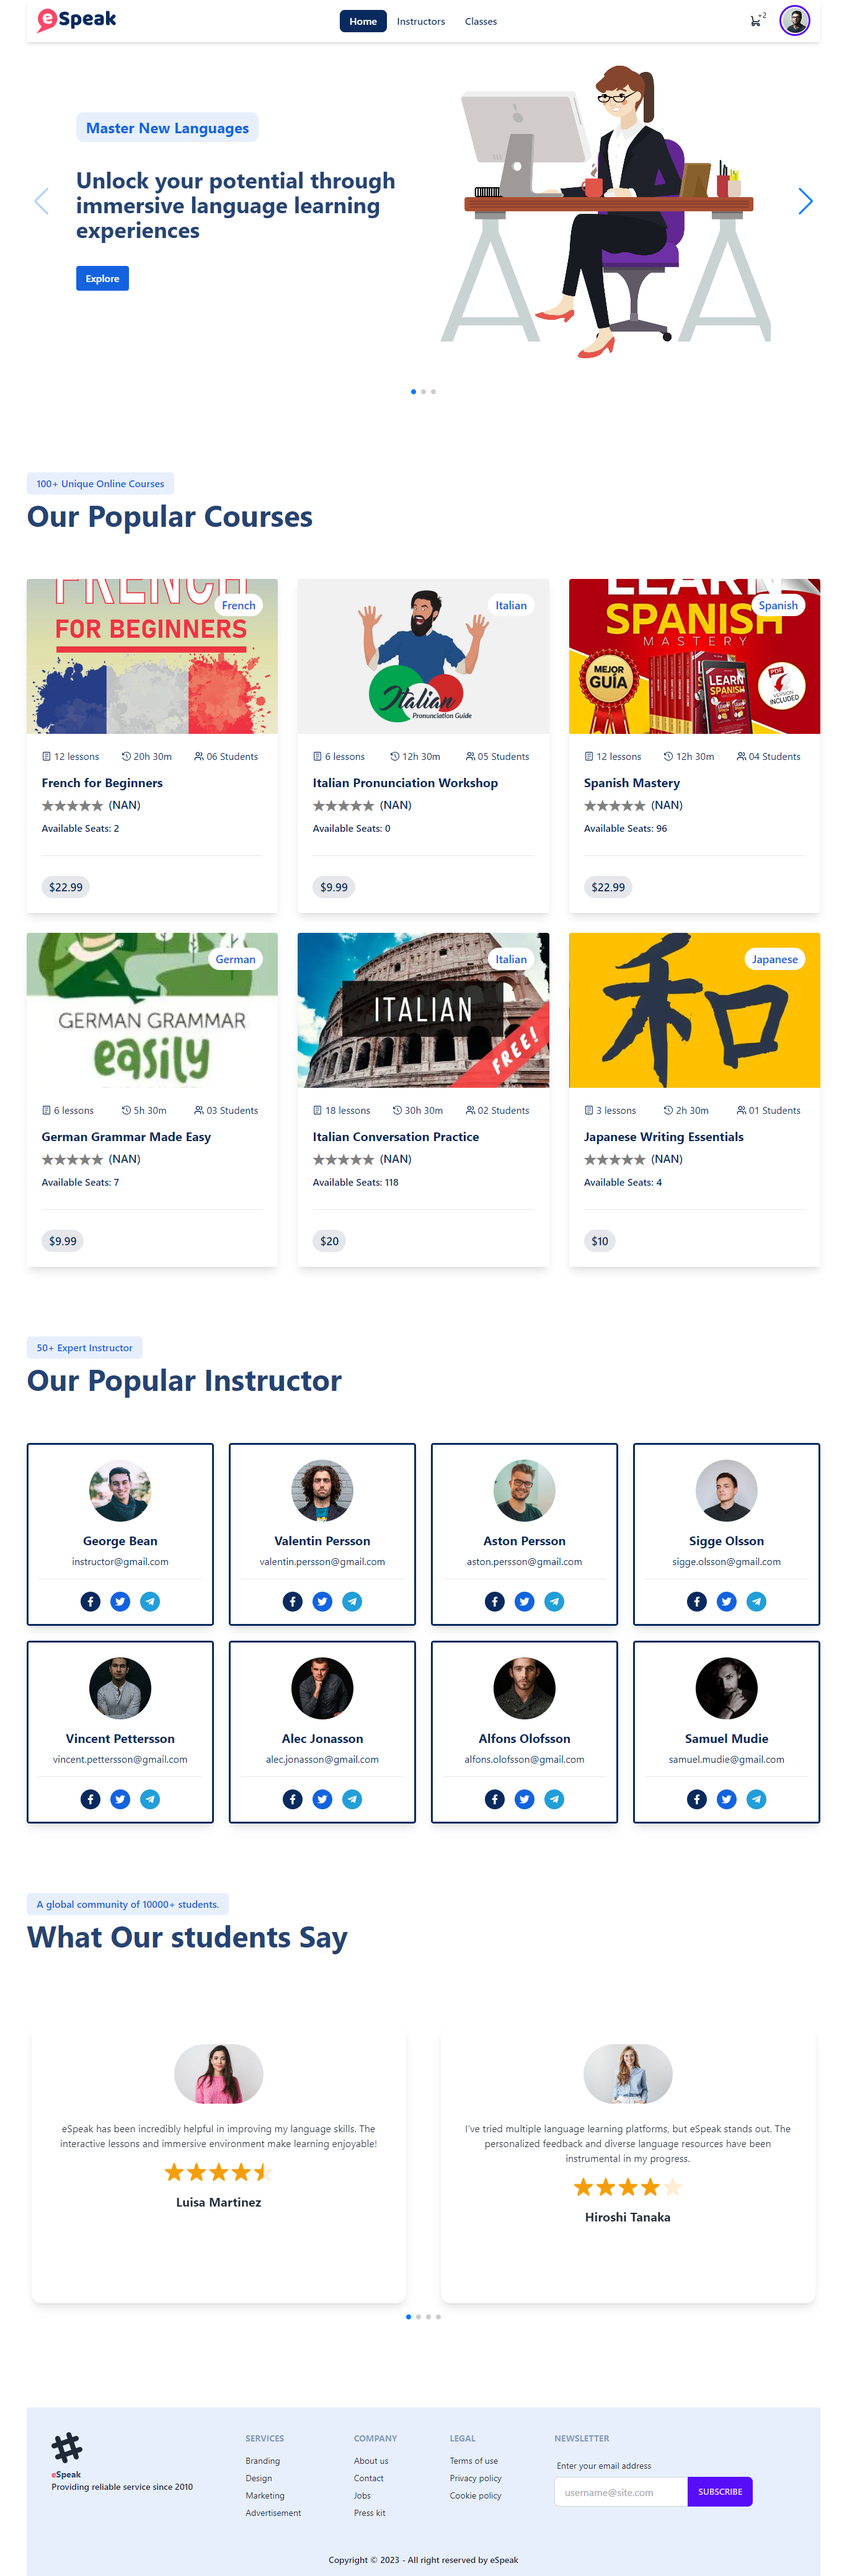 eSpeak
Home Instructors Classes
+2
Master New Languages
Unlock your potential through
immersive language learning
experiences
Explore
100+ Unique Online Courses
Our Popular Courses
FRENCH
FOR BEGINNERS
French
12 lessons 20h 30m 06 Students
French for Beginners
(NAN)
Available Seats: 2
$22.99
Italian
Italian
Pronunciation Guide
6 lessons 12h 30m 05 Students
Italian Pronunciation Workshop
(NAN)
Available Seats: 0
$9.99
LEARN
Spanish
SPANISH
MASTERY
MEJOR
GUÍA
LEARN
SPANISH
PDF
VERSION
INCLUDED
12 lessons 12h 30m 04 Students
Spanish Mastery
(NAN)
Available Seats: 96
$22.99
German
GERMAN GRAMMAR
easily
6 lessons 5h 30m 03 Students
German Grammar Made Easy
(NAN)
Available Seats: 7
$9.99
Italian
ITALIAN
FREE!
18 lessons 30h 30m 02 Students
Italian Conversation Practice
(NAN)
Available Seats: 118
$20
Japanese
和
3 lessons 2h 30m 01 Students
Japanese Writing Essentials
(NAN)
Available Seats: 4
$10
50+ Expert Instructor
Our Popular Instructor
George Bean
instructor@gmail.com
Valentin Persson
valentin.persson@gmail.com
Aston Persson
aston.persson@gmail.com
Sigge Olsson
sigge.olsson@gmail.com
Vincent Pettersson
vincent.pettersson@gmail.com
Alec Jonasson
alec.jonasson@gmail.com
Alfons Olofsson
alfons.olofsson@gmail.com
Samuel Mudie
samuel.mudie@gmail.com
A global community of 10000+ students.
What Our students Say
eSpeak has been incredibly helpful in improving my language skills. The
interactive lessons and immersive environment make learning enjoyable!
Luisa Martinez
I've tried multiple language learning platforms, but eSpeak stands out. The
personalized feedback and diverse language resources have been
instrumental in my progress.
Hiroshi Tanaka
eSpeak
Providing reliable service since 2010
SERVICES
Branding
Design
Marketing
Advertisement
COMPANY
About us
Contact
Jobs
Press kit
LEGAL
Terms of use
Privacy policy
Cookie policy
NEWSLETTER
Enter your email address
username@site.com
SUBSCRIBE
Copyright © 2023 - All right reserved by eSpeak